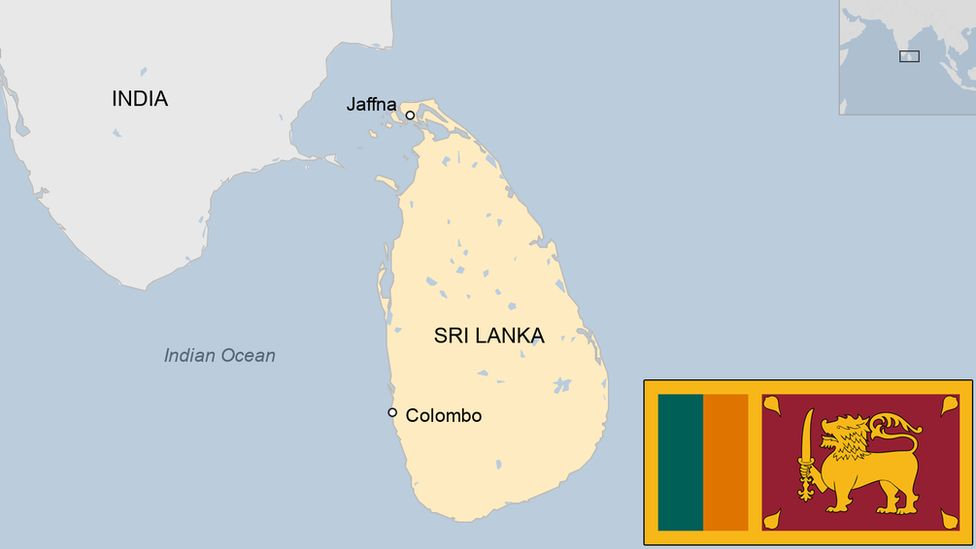 INDIA
Jaffna
SRI LANKA
Indian Ocean
Colombo